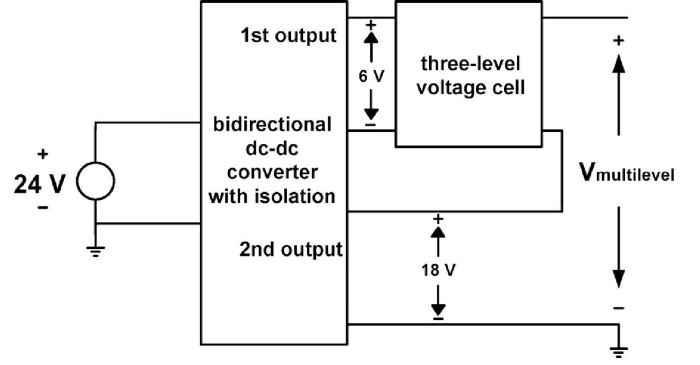 1st output
+
6 V
-
three-level
voltage cell
+
bidirectional
dc-dc
converter
with isolation
+
24 V
-
Vmultilevel
2nd output
+
18 V
-
-